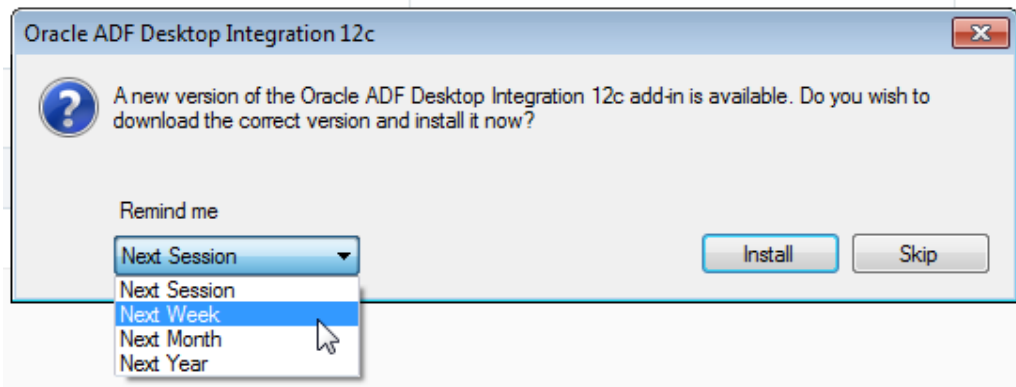 Oracle ADF Desktop Integration 12c
A new version of the Oracle ADF Desktop Integration 12c add-in is available. Do you wish to
download the correct version and install it now?
Remind me
Next Session
Install
Skip
Next Session
Next Week
Next Month
Next Year